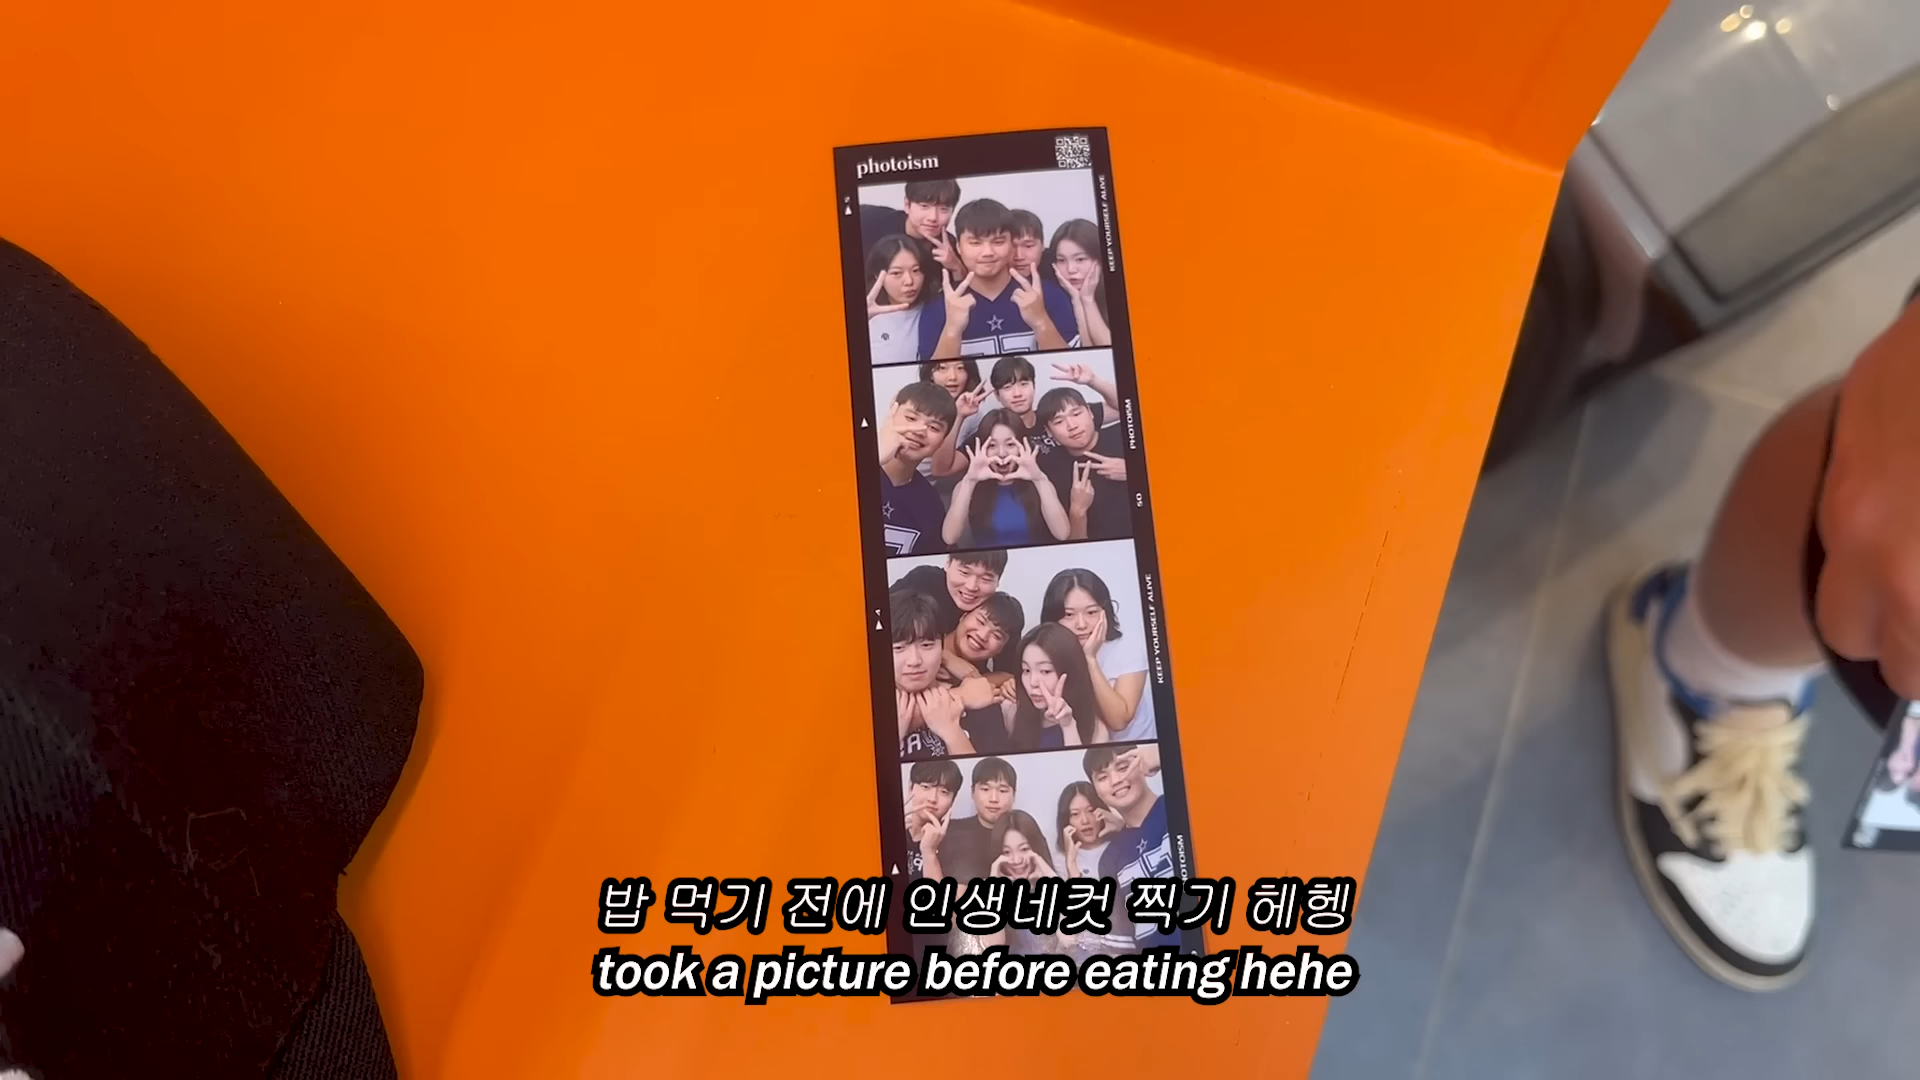 photoism
KEEP YOURSELF ALIVE
PHOTOISM
50
KEEP YOURSELF ALIVE
밥 먹기 전에 인생네컷 찍기 헤헹
took a picture before eating hehe